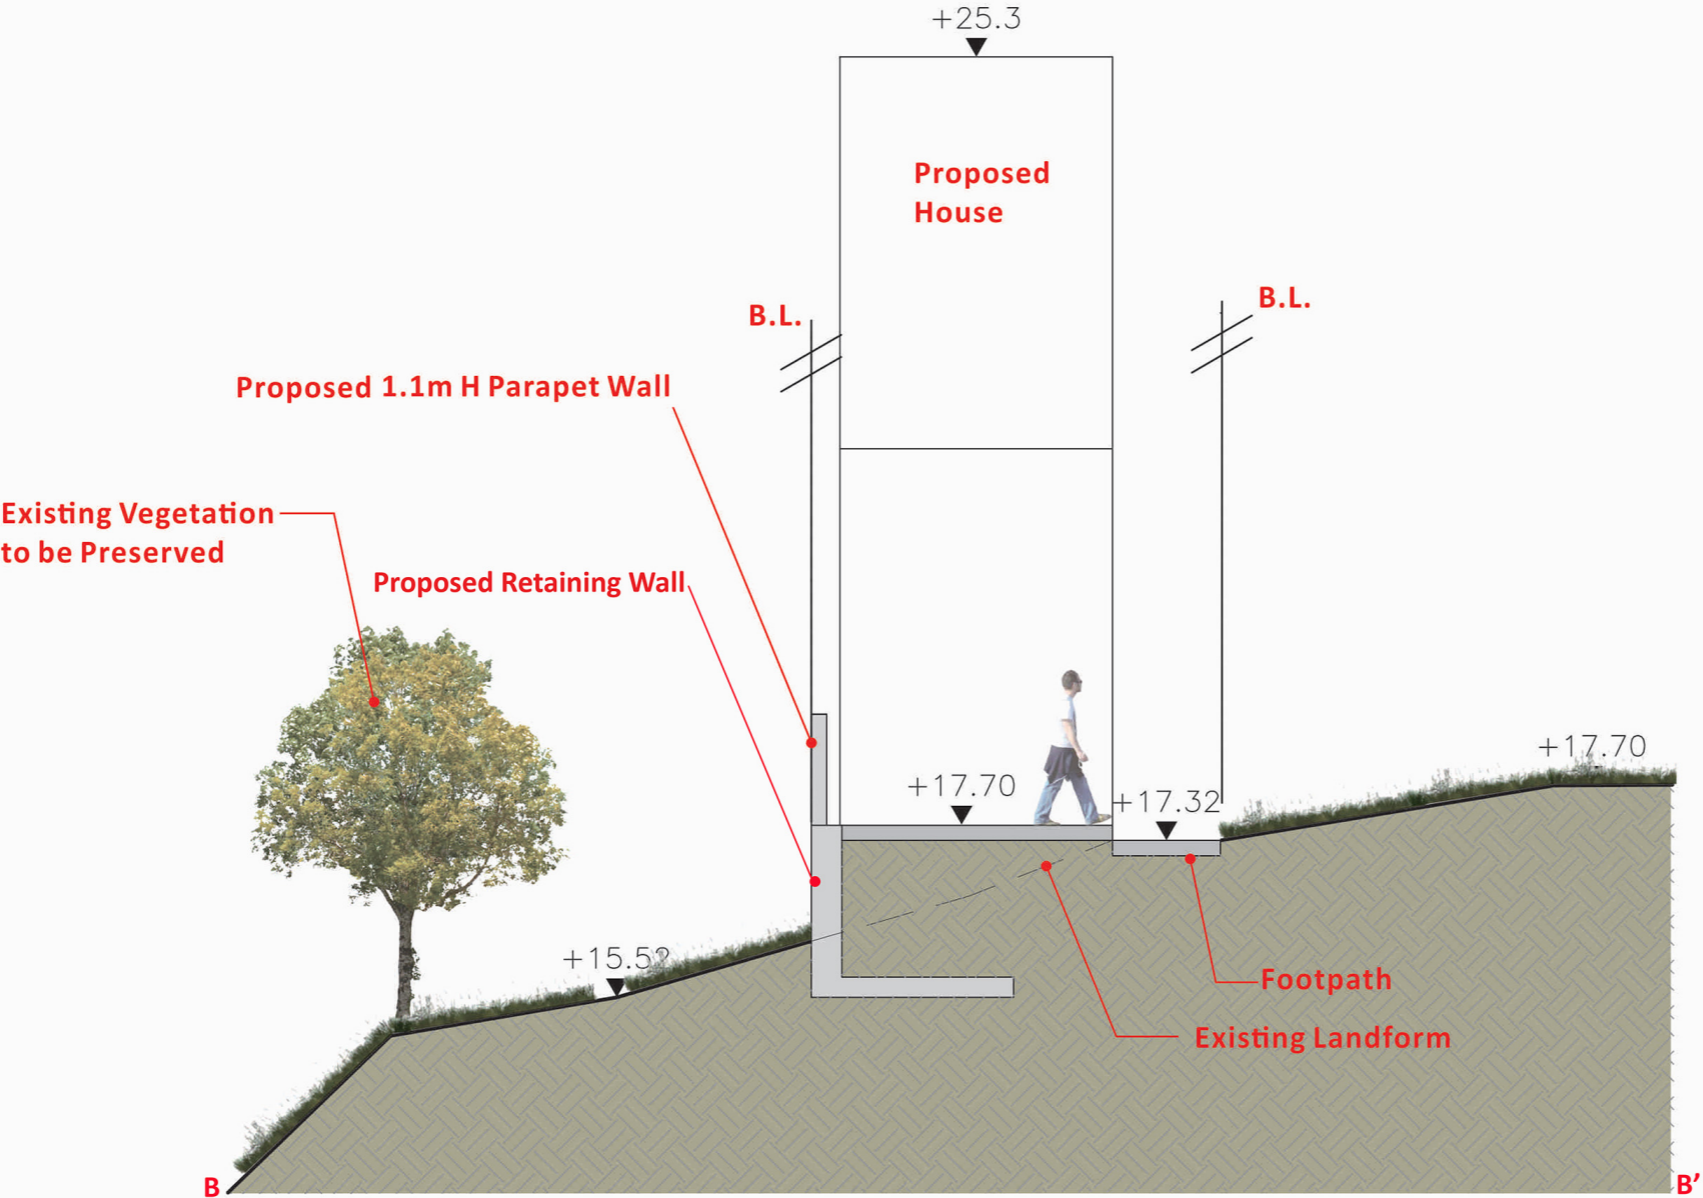 +25.3
Proposed
House
B.L.
B.L.
Proposed 1.1m H Parapet Wall
Existing Vegetation
to be Preserved
Proposed Retaining Wall
+17.70
+17.70
+17.32
Footpath
Existing Landform
B
B'